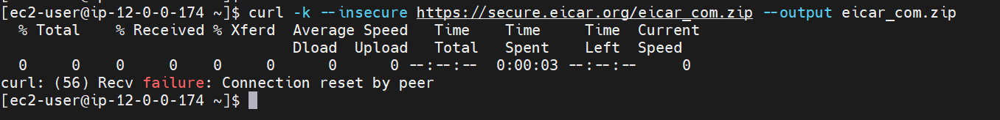 [ec2-user@ip-12-0-0-174 ~]$ curl -k --insecure https://secure.eicar.org/eicar_com.zip --output eicar_com.zip
  % Total    % Received % Xferd  Average Speed   Time    Time     Time  Current
                                 Dload  Upload   Total   Spent    Left  Speed
  0     0    0     0    0     0      0      0 --:--:--  0:00:03 --:--:--     0
curl: (56) Recv failure: Connection reset by peer
[ec2-user@ip-12-0-0-174 ~]$